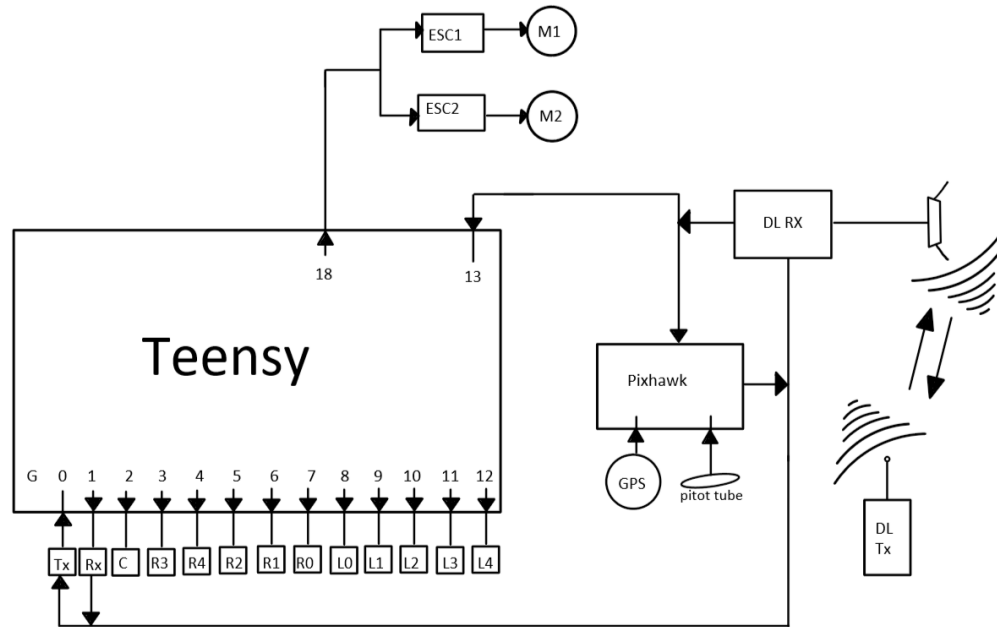 ESC1
M1
ESC2
M2
DL RX
18
13
Teensy
Pixhawk
GPS
pitot tube
DL
Tx
G 0 1 2 3 4 5 6 7 8 9 10 11 12
Tx Rx C R3 R4 R2 R1 R0 L0 L1 L2 L3 L4